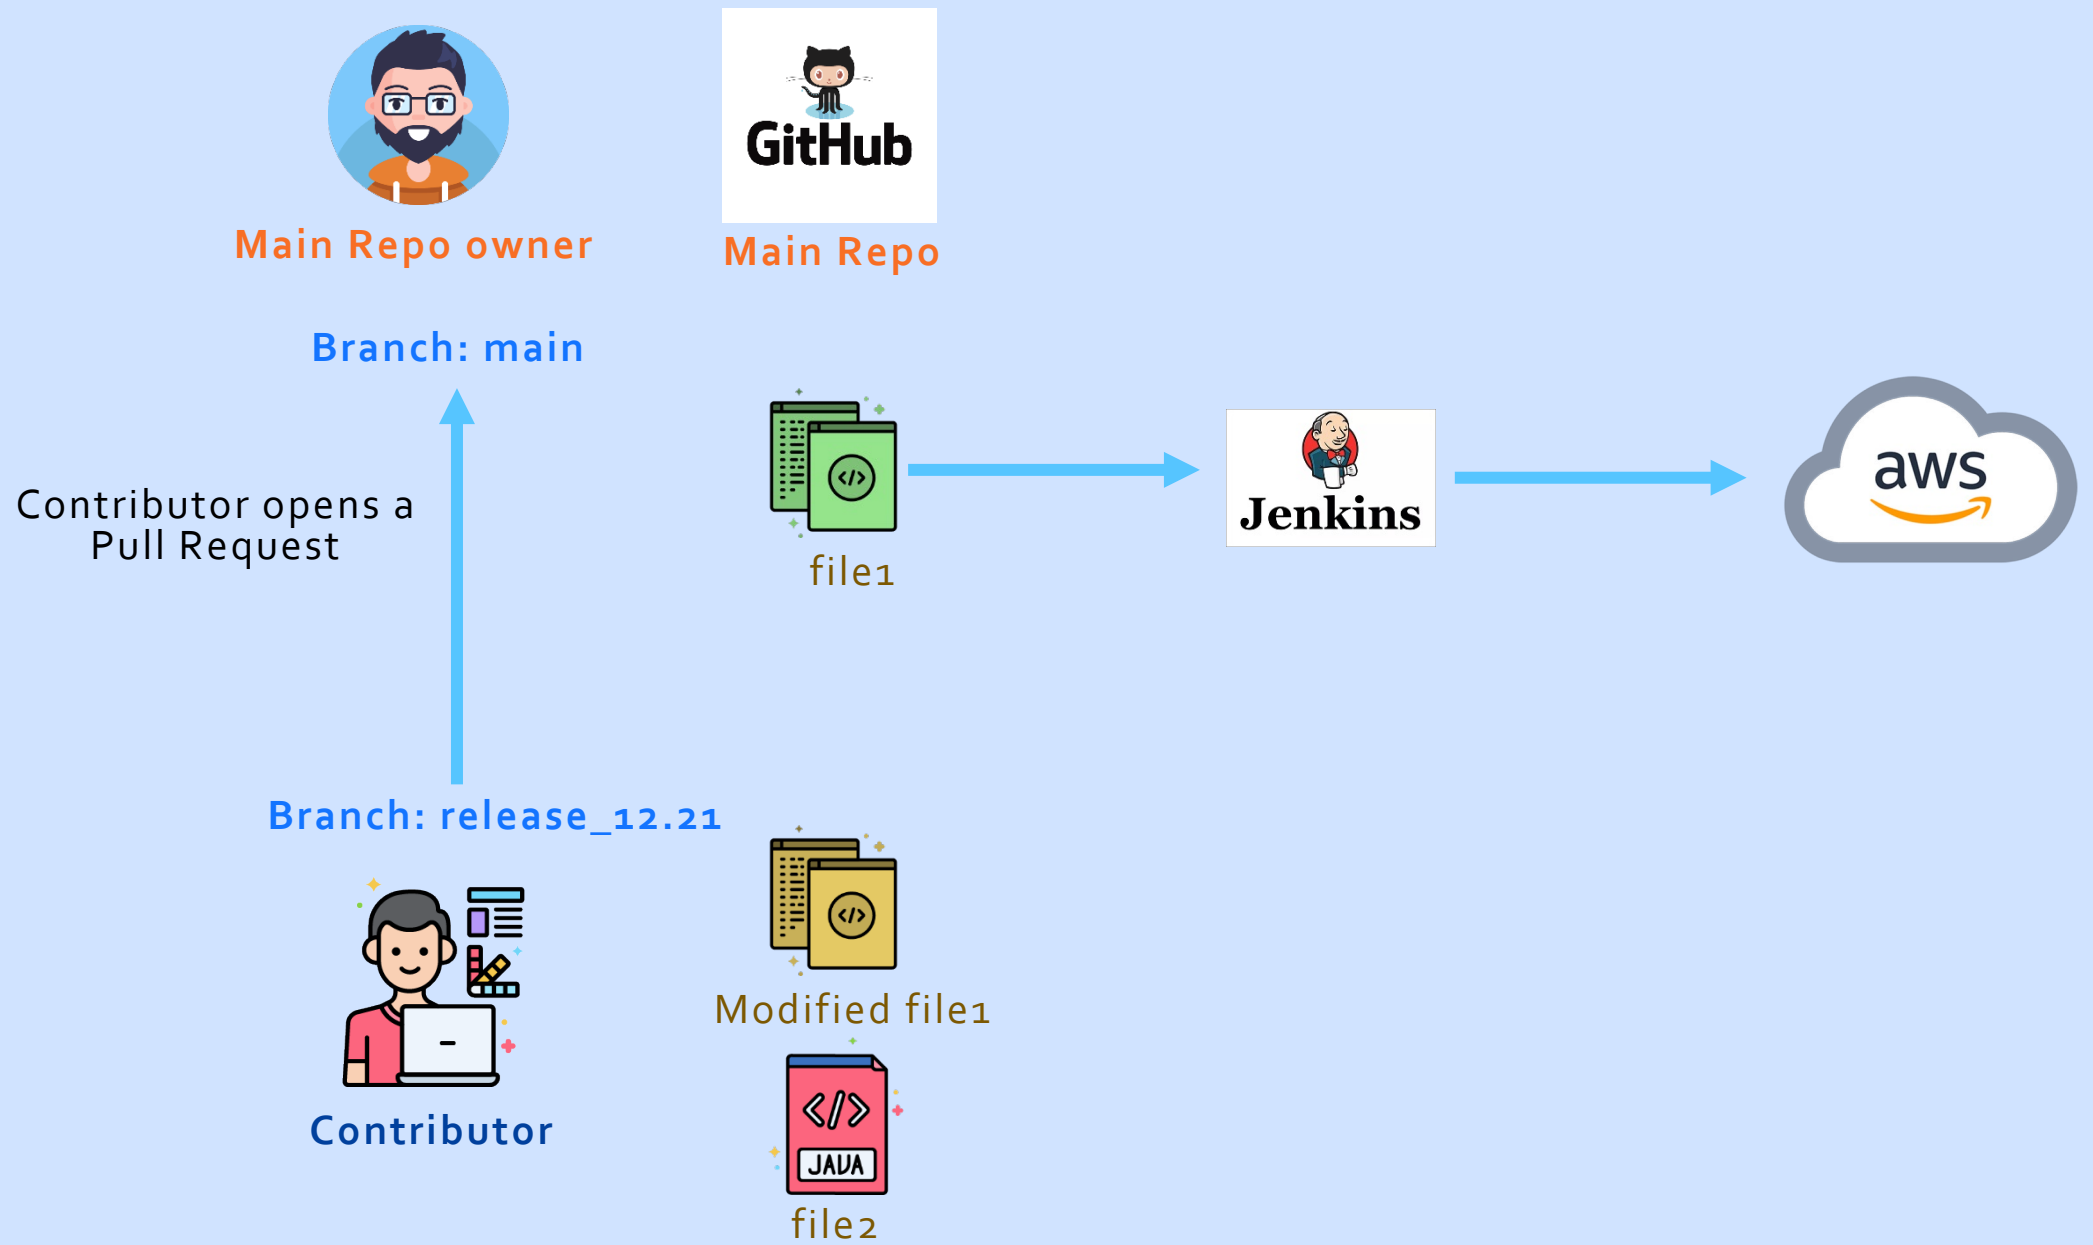 GitHub
Main Repo owner
Main Repo
Branch: main
aws
Jenkins
Contributor opens a
Pull Request
file1
Branch: release_12.21
Modified file1
Contributor
JAVA
file2